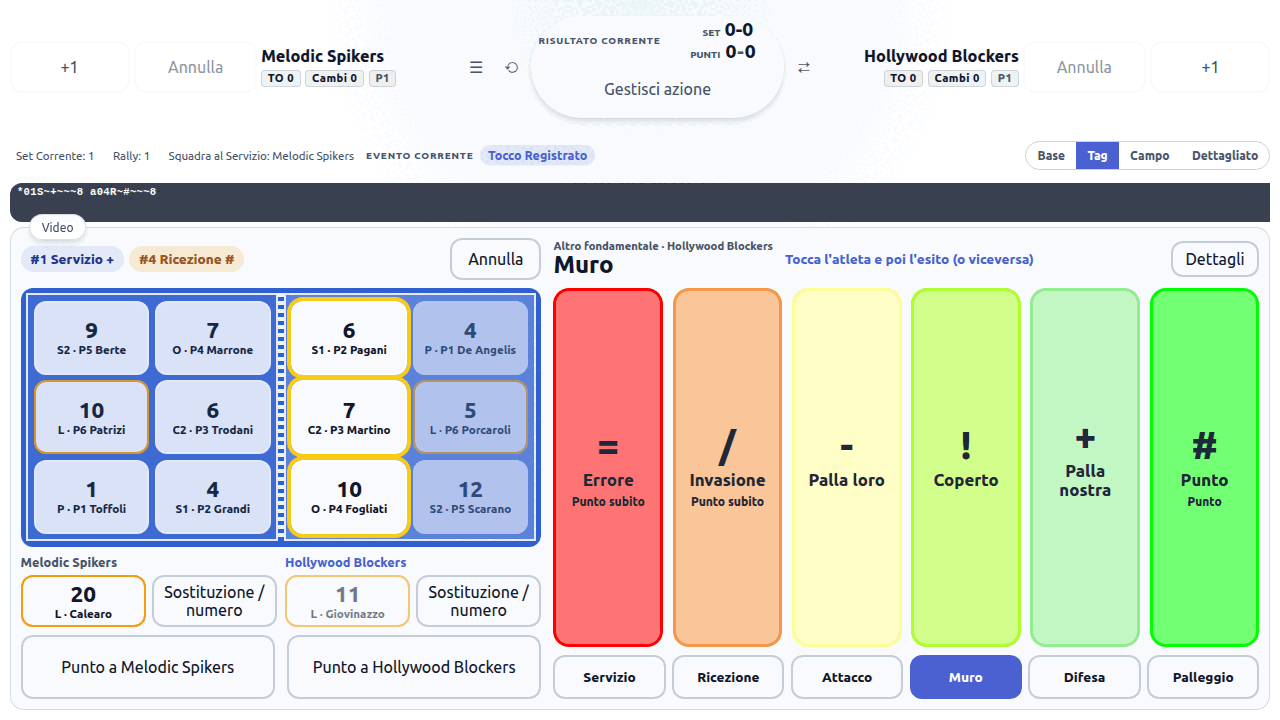 +1
Annulla
Melodic Spikers
TO 0
Cambi 0
P1
RISULTATO CORRENTE
SET 0-0
PUNTI 0-0
Gestisci azione
Hollywood Blockers
TO 0
Cambi 0
P1
Annulla
+1
Set Corrente: 1
Rally: 1
Squadra al Servizio: Melodic Spikers
EVENTO CORRENTE
Tocco Registrato
Base
Tag
Campo
Dettagliato
*01S~+~~~8 a04R~#~~~8
Video
#1 Servizio +
#4 Ricezione #
Annulla
Altro fondamentale · Hollywood Blockers
Muro
Tocca l'atleta e poi l'esito (o viceversa)
Dettagli
9
S2 · P5 Berte
7
O · P4 Marrone
6
S1 · P2 Pagani
4
P · P1 De Angelis
10
L · P6 Patrizi
6
C2 · P3 Trodani
7
C2 · P3 Martino
5
L · P6 Porcaroli
1
P · P1 Toffoli
4
S1 · P2 Grandi
10
O · P4 Fogliati
12
S2 · P5 Scarano
Melodic Spikers
Hollywood Blockers
20
L · Calearo
Sostituzione /
numero
11
L · Giovinazzo
Sostituzione /
numero
Punto a Melodic Spikers
Punto a Hollywood Blockers
=
Errore
Punto subito
/
Invasione
Punto subito
-
Palla loro
!
Coperto
+
Palla
nostra
#
Punto
Punto
Servizio
Ricezione
Attacco
Muro
Difesa
Palleggio